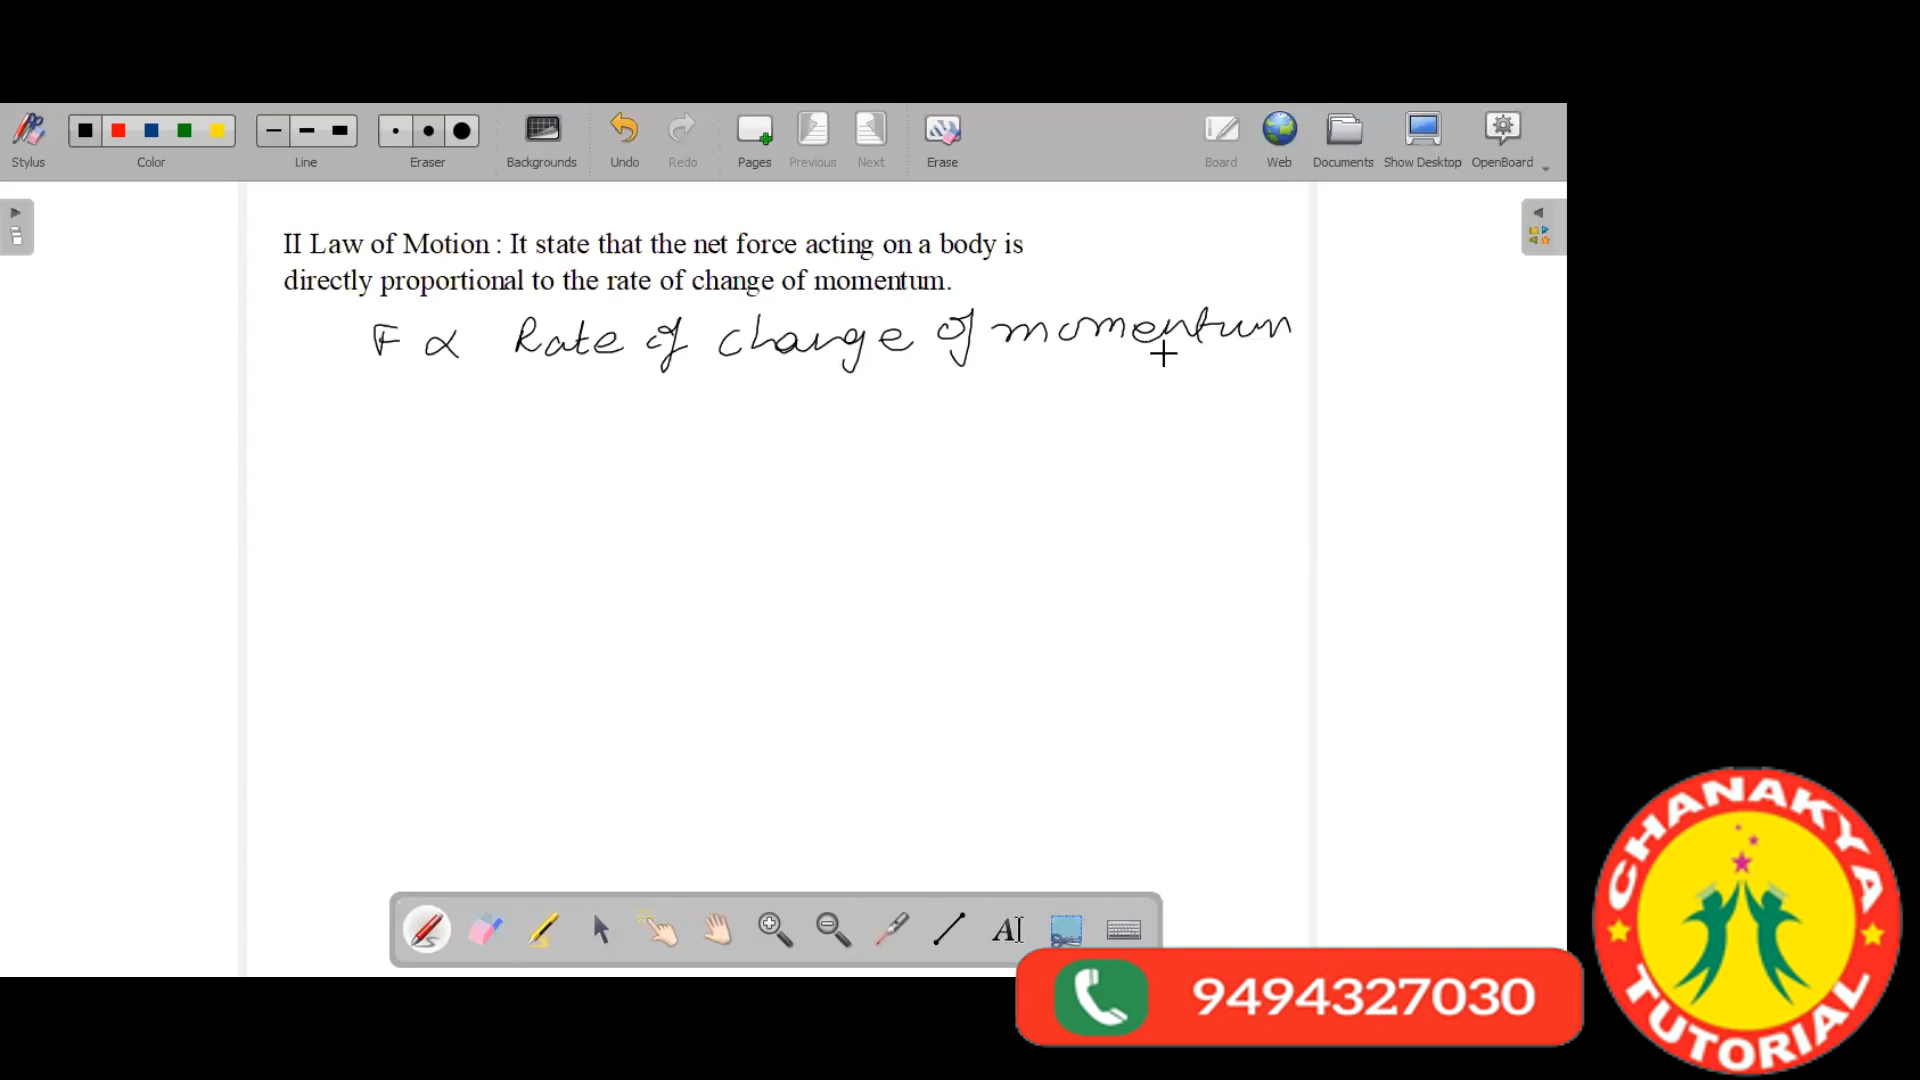 Stylus
Color
Line
Eraser
Backgrounds
Undo
Redo
Pages
Previous
Next
Erase
Board
Web
Documents
Show Desktop
OpenBoard
II Law of Motion : It state that the net force acting on a body is
directly proportional to the rate of change of momentum.
F ∝ Rate of change of momentum
AI
9494327030
CHANAKYA
TUTORIAL